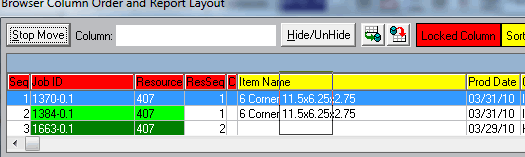 Browser Column Order and Report Layout
Stop Move Column: Hide/UnHide Locked Column Sort
Seq Job ID Resource ResSeq C Item Name Prod Date
1 1370-0.1 407 1 6 Corner 11.5x6.25x2.75 03/31/10
2 1384-0.1 407 1 6 Corner 11.5x6.25x2.75 03/31/10
3 1663-0.1 407 2 03/29/10